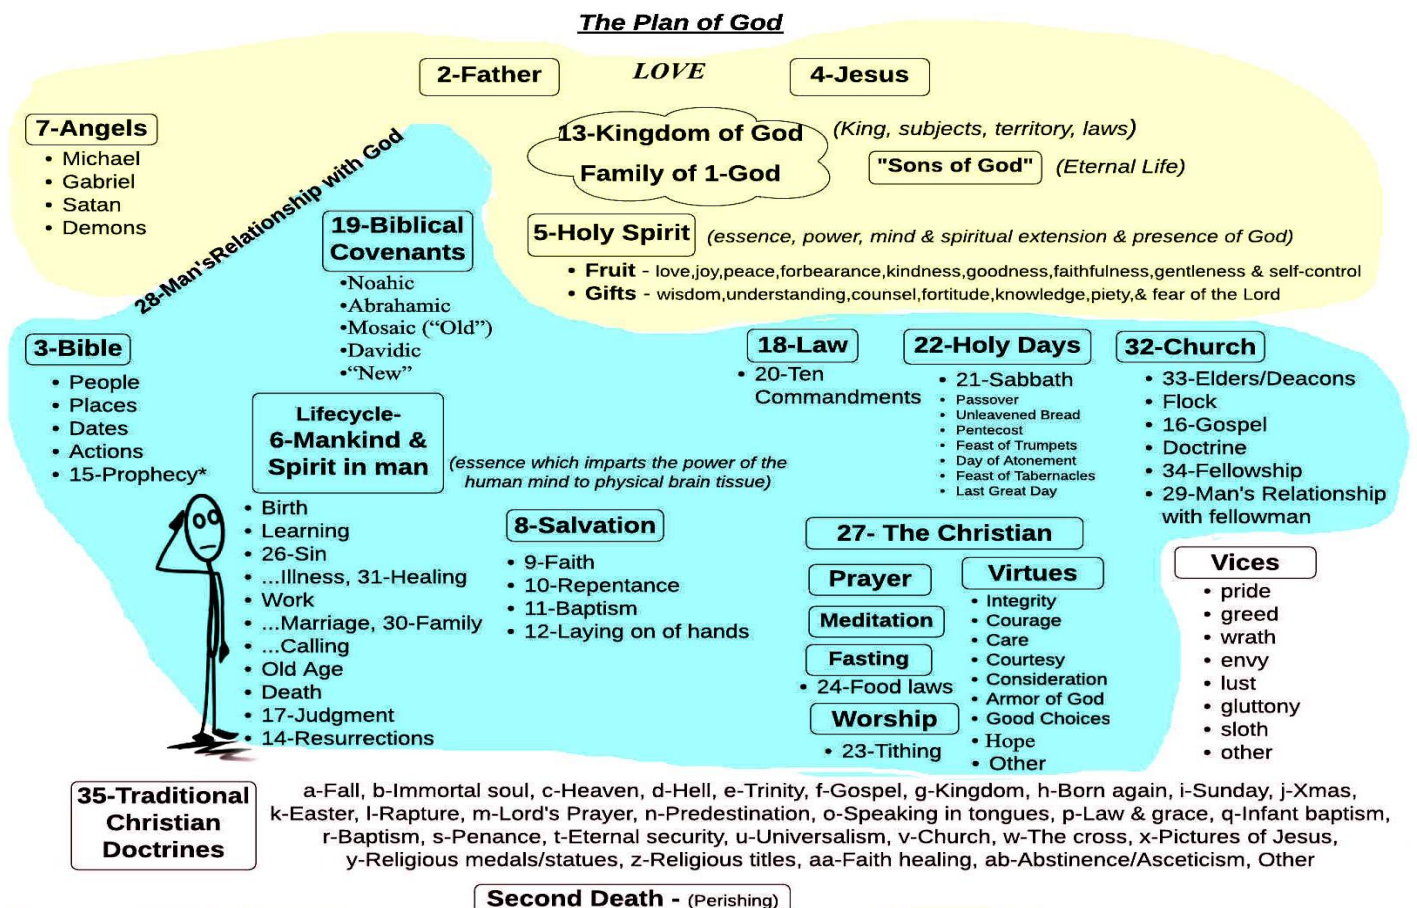 The Plan of God
2-Father
LOVE
4-Jesus
7-Angels
• Michael
• Gabriel
• Satan
• Demons
28-Man'sRelationship with God
13-Kingdom of God
Family of 1-God
(King, subjects, territory, laws)
"Sons of God"
(Eternal Life)
19-Biblical
Covenants
•Noahic
•Abrahamic
•Mosaic (“Old”)
•Davidic
•“New”
5-Holy Spirit
(essence, power, mind & spiritual extension & presence of God)
• Fruit - love,joy,peace,forbearance,kindness,goodness,faithfulness,gentleness & self-control
• Gifts - wisdom,understanding,counsel,fortitude,knowledge,piety,& fear of the Lord
3-Bible
• People
• Places
• Dates
• Actions
• 15-Prophecy*
Lifecycle-
6-Mankind &
Spirit in man
(essence which imparts the power of the
human mind to physical brain tissue)
• Birth
• Learning
• 26-Sin
• ...Illness, 31-Healing
• Work
• ...Marriage, 30-Family
• ...Calling
• Old Age
• Death
• 17-Judgment
• 14-Resurrections
8-Salvation
• 9-Faith
• 10-Repentance
• 11-Baptism
• 12-Laying on of hands
18-Law
• 20-Ten
Commandments
22-Holy Days
• 21-Sabbath
• Passover
• Unleavened Bread
• Pentecost
• Feast of Trumpets
• Day of Atonement
• Feast of Tabernacles
• Last Great Day
32-Church
• 33-Elders/Deacons
• Flock
• 16-Gospel
• Doctrine
• 34-Fellowship
• 29-Man's Relationship
with fellowman
27- The Christian
Prayer
Meditation
Fasting
• 24-Food laws
Worship
• 23-Tithing
Virtues
• Integrity
• Courage
• Care
• Courtesy
• Consideration
• Armor of God
• Good Choices
• Hope
• Other
Vices
• pride
• greed
• wrath
• envy
• lust
• gluttony
• sloth
• other
35-Traditional
Christian
Doctrines
a-Fall, b-Immortal soul, c-Heaven, d-Hell, e-Trinity, f-Gospel, g-Kingdom, h-Born again, i-Sunday, j-Xmas,
k-Easter, l-Rapture, m-Lord's Prayer, n-Predestination, o-Speaking in tongues, p-Law & grace, q-Infant baptism,
r-Baptism, s-Penance, t-Eternal security, u-Universalism, v-Church, w-The cross, x-Pictures of Jesus,
y-Religious medals/statues, z-Religious titles, aa-Faith healing, ab-Abstinence/Asceticism, Other
Second Death - (Perishing)